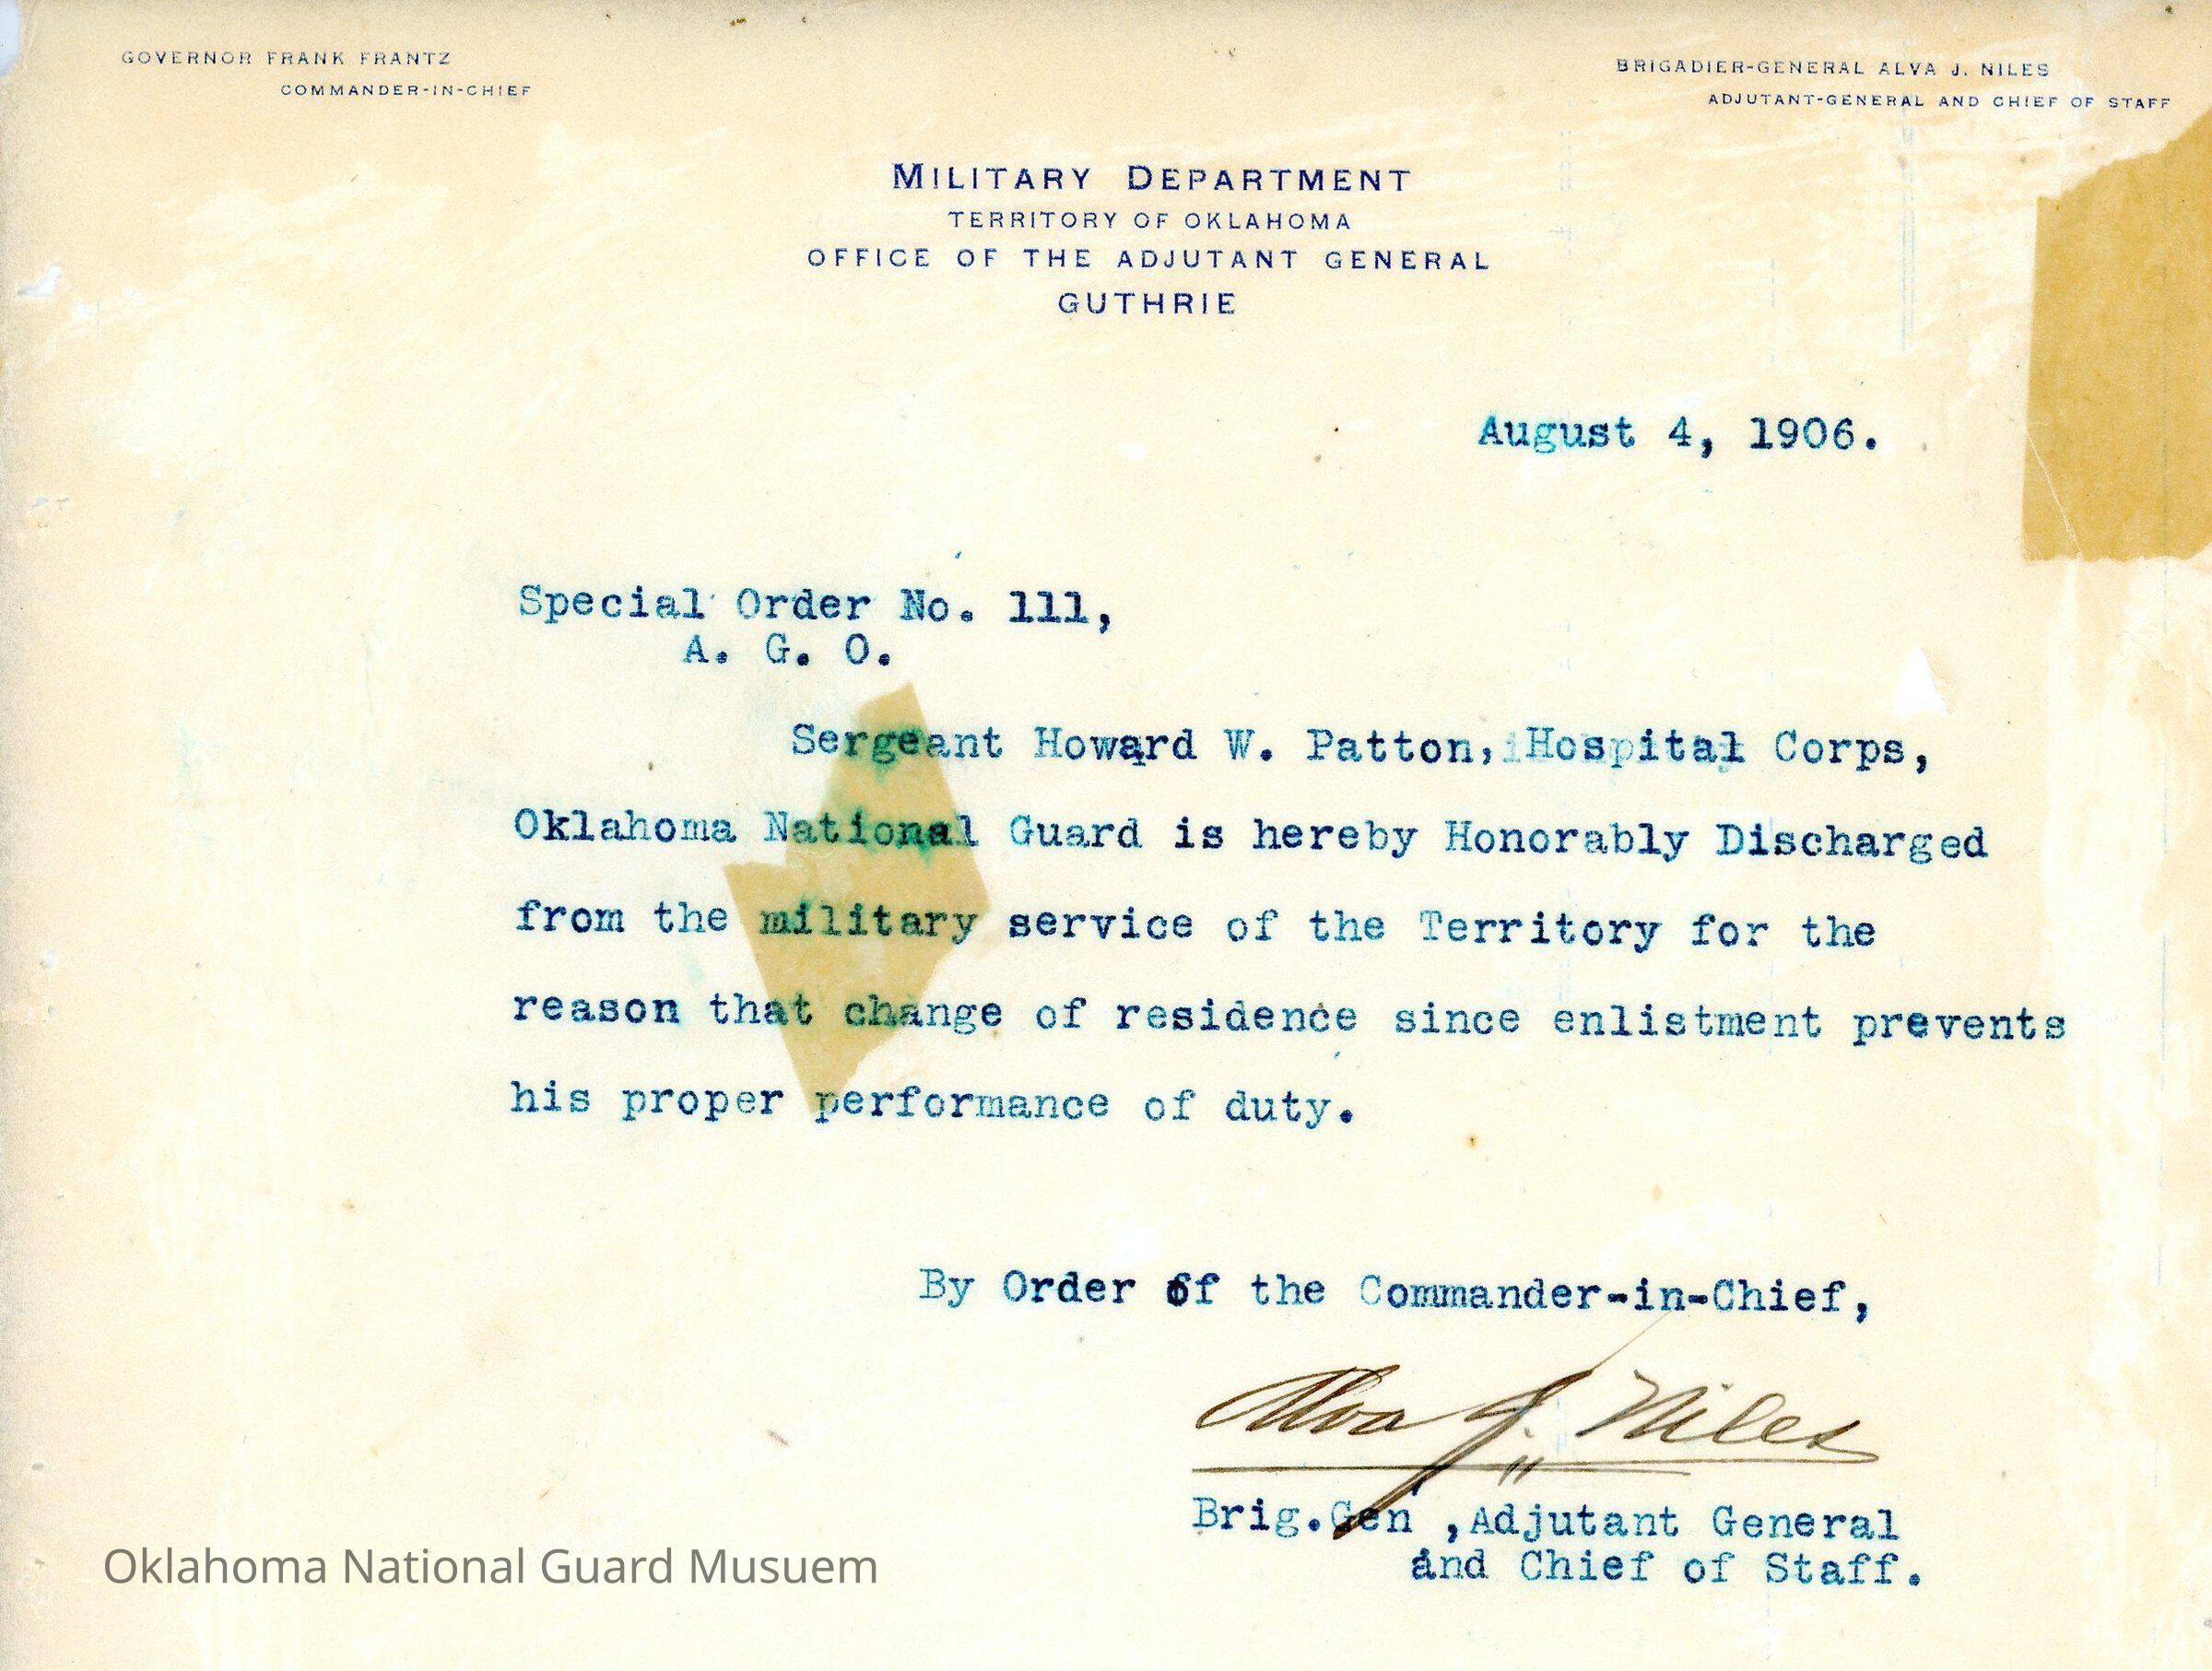 GOVERNOR FRANK FRANTZ
COMMANDER-IN-CHIEF
BRIGADIER-GENERAL ALVA J. NILES
ADJUTANT-GENERAL AND CHIEF OF STAFF
MILITARY DEPARTMENT
TERRITORY OF OKLAHOMA
OFFICE OF THE ADJUTANT GENERAL
GUTHRIE
August 4, 1906.
Special Order No. 111,
A. G. O.
Sergeant Howard W. Patton, Hospital Corps,
Oklahoma National Guard is hereby Honorably Discharged
from the military service of the Territory for the
reason that change of residence since enlistment prevents
his proper performance of duty.
By Order of the Commander-in-Chief,
Alva J. Niles
Brig.Gen ,Adjutant General
and Chief of Staff.
Oklahoma National Guard Musuem